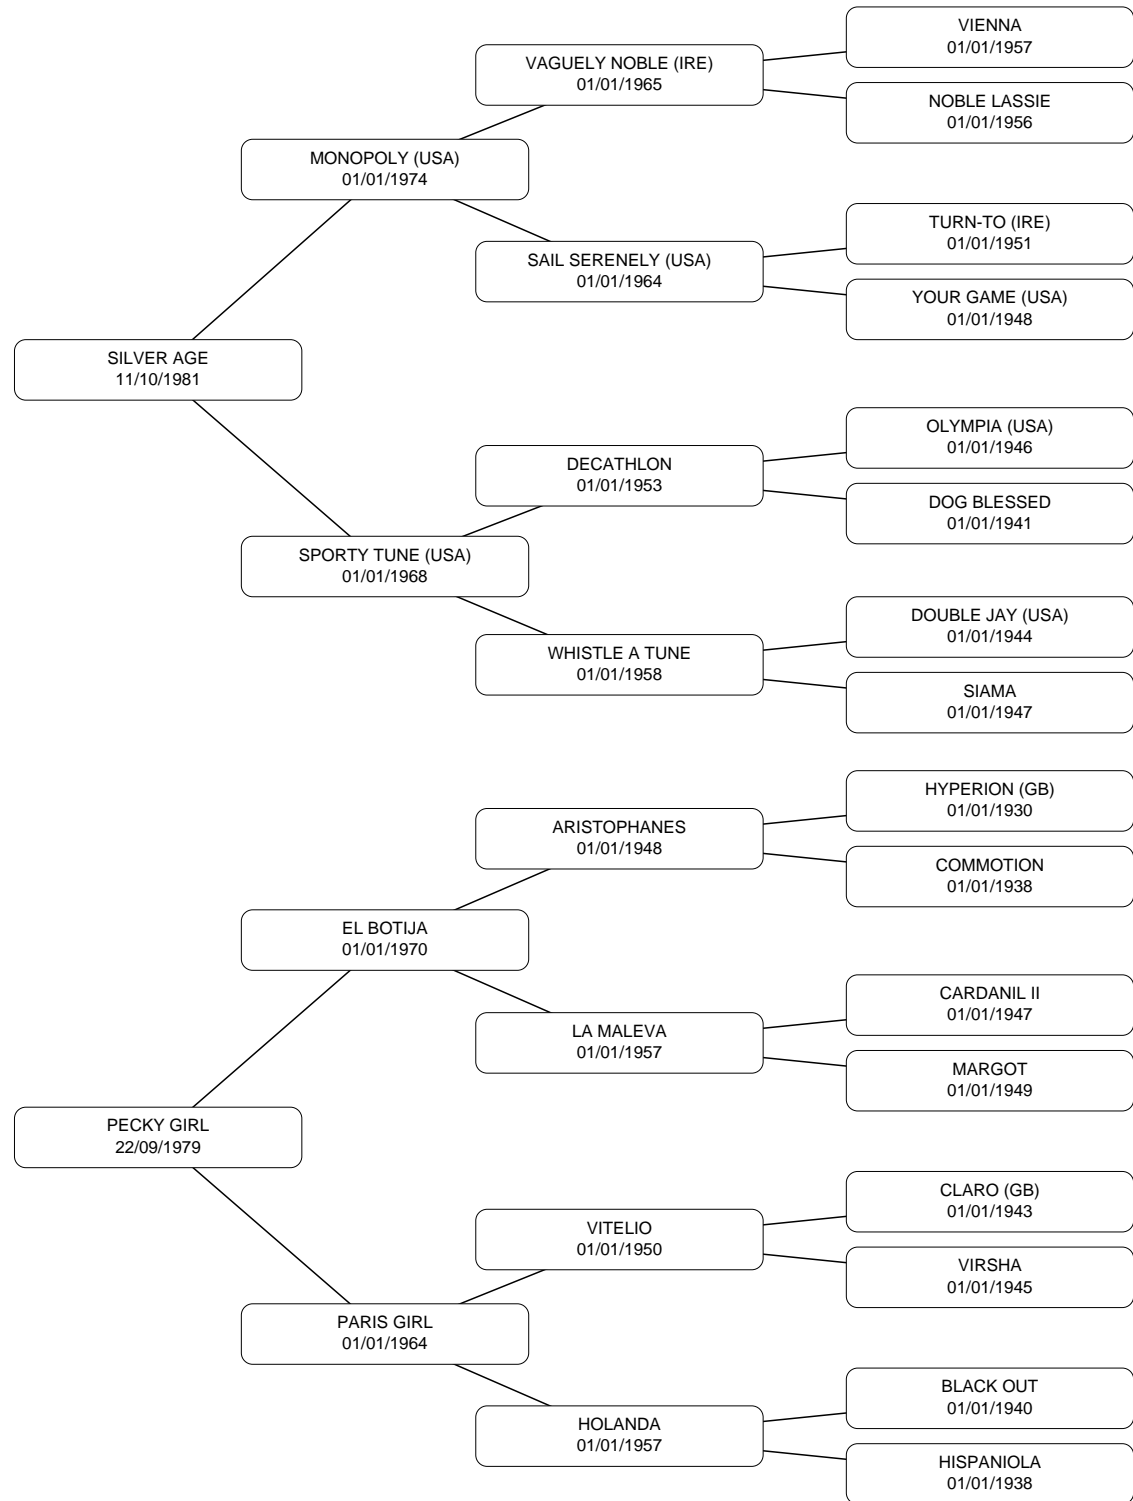 VIENNA
01/01/1957
VAGUELY NOBLE (IRE)
01/01/1965
NOBLE LASSIE
01/01/1956
MONOPOLY (USA)
01/01/1974
TURN-TO (IRE)
01/01/1951
SAIL SERENELY (USA)
01/01/1964
YOUR GAME (USA)
01/01/1948
SILVER AGE
11/10/1981
OLYMPIA (USA)
01/01/1946
DECATHLON
01/01/1953
DOG BLESSED
01/01/1941
SPORTY TUNE (USA)
01/01/1968
DOUBLE JAY (USA)
01/01/1944
WHISTLE A TUNE
01/01/1958
SIAMA
01/01/1947
HYPERION (GB)
01/01/1930
ARISTOPHANES
01/01/1948
COMMOTION
01/01/1938
EL BOTIJA
01/01/1970
CARDANIL II
01/01/1947
LA MALEVA
01/01/1957
MARGOT
01/01/1949
PECKY GIRL
22/09/1979
CLARO (GB)
01/01/1943
VITELIO
01/01/1950
VIRSHA
01/01/1945
PARIS GIRL
01/01/1964
BLACK OUT
01/01/1940
HOLANDA
01/01/1957
HISPANIOLA
01/01/1938